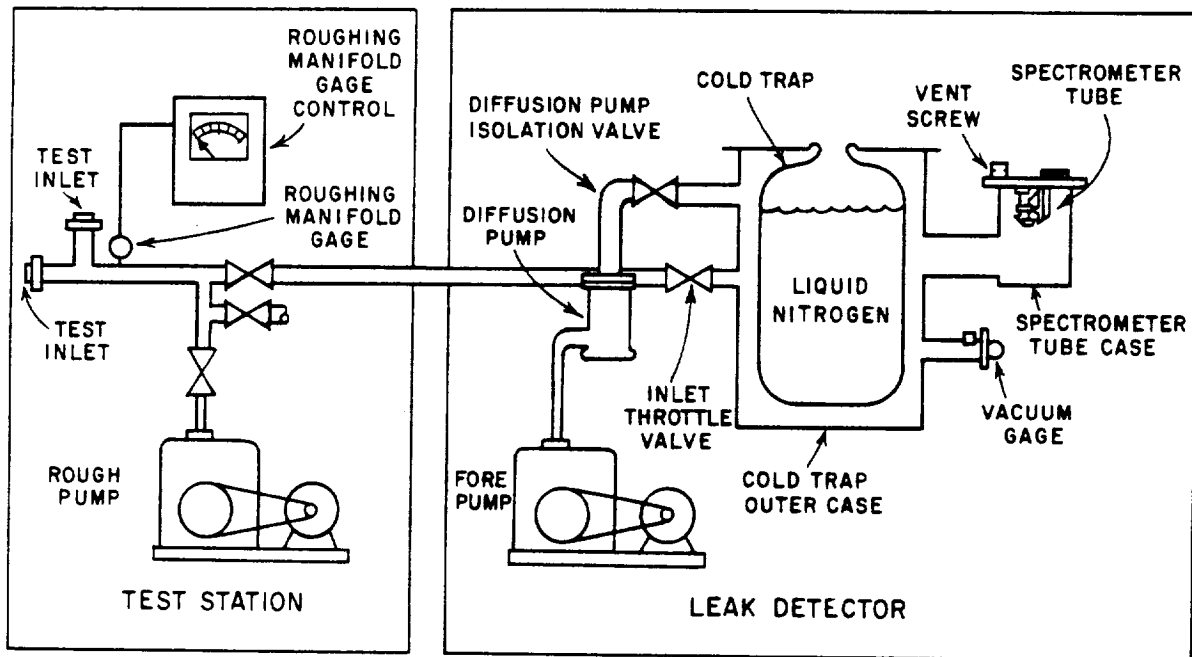 ROUGHING
MANIFOLD
GAGE
CONTROL
TEST
INLET
ROUGHING
MANIFOLD
GAGE
TEST
INLET
ROUGH
PUMP
TEST STATION
COLD TRAP
SPECTROMETER
TUBE
VENT
SCREW
DIFFUSION PUMP
ISOLATION VALVE
DIFFUSION
PUMP
LIQUID
NITROGEN
SPECTROMETER
TUBE CASE
INLET
THROTTLE
VALVE
VACUUM
GAGE
FORE
PUMP
COLD TRAP
OUTER CASE
LEAK DETECTOR